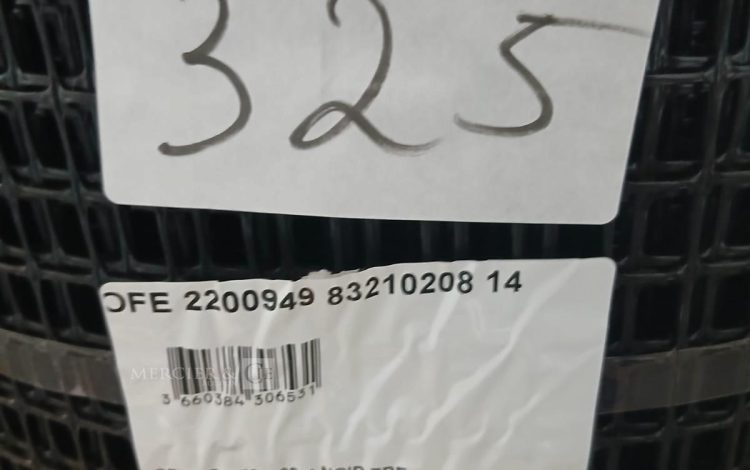 325
OFE 2200949 83210208 14
MERCIER & CIE
3 660384 306531